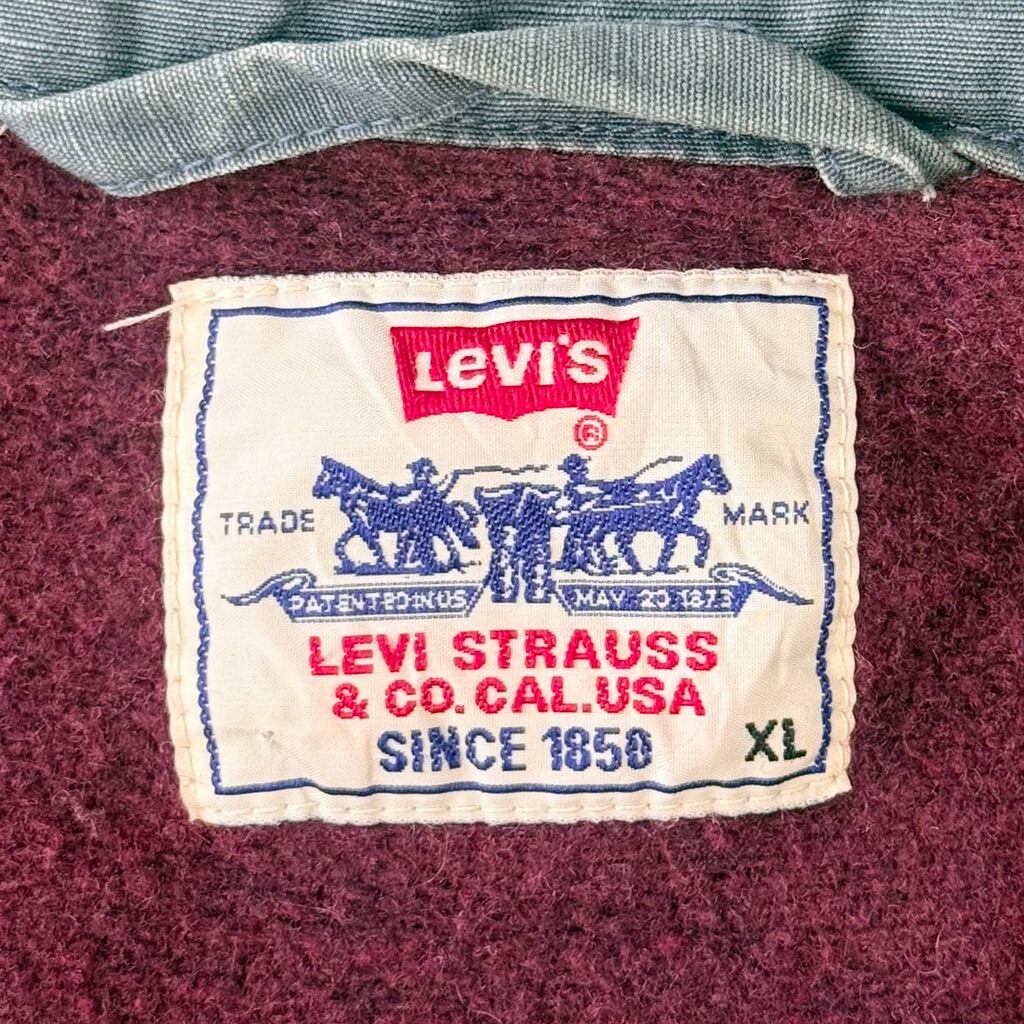 LEVI'S
®
TRADE MARK
PATENTED IN US MAY 20 1873
LEVI STRAUSS
& CO. CAL. USA
SINCE 1850
XL